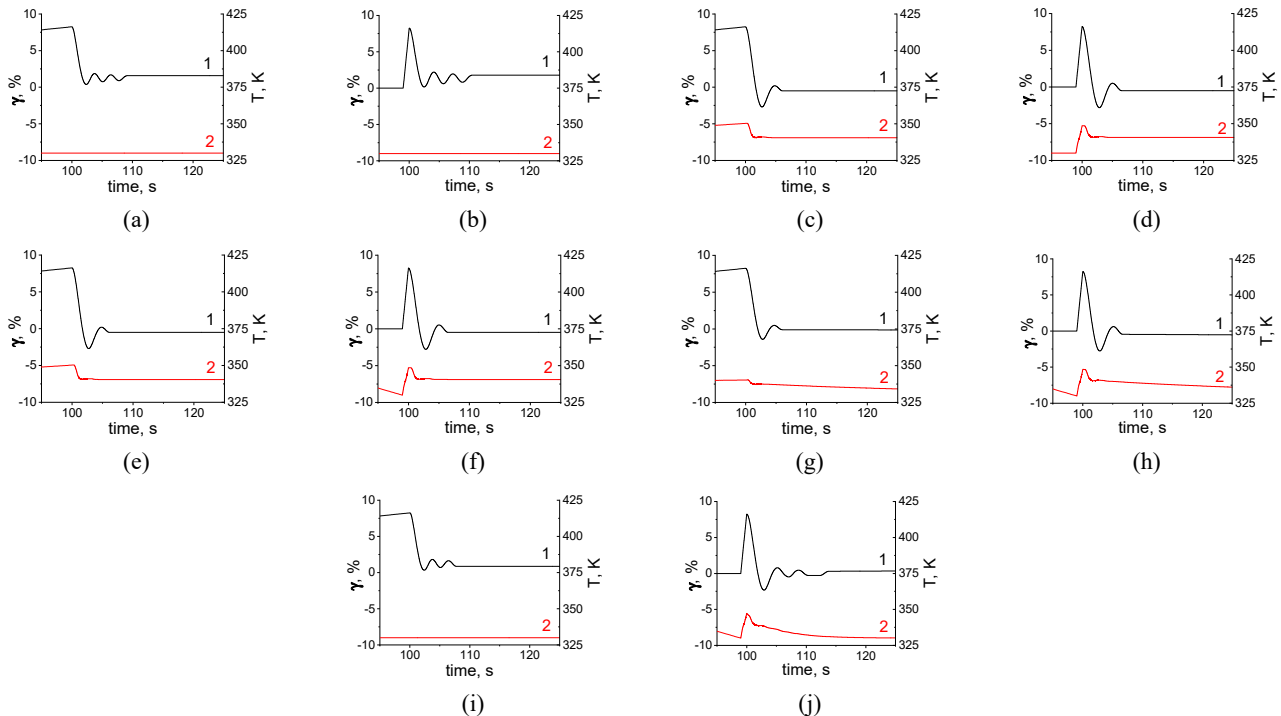 10 425
5 400
0 375
-5 350
-10 325
γ, %
T, K
1
2
100 110 120
time, s
(a)
10 425
5 400
0 375
-5 350
-10 325
γ, %
T, K
1
2
100 110 120
time, s
(b)
10 425
5 400
0 375
-5 350
-10 325
γ, %
T, K
1
2
100 110 120
time, s
(c)
10 425
5 400
0 375
-5 350
-10 325
γ, %
T, K
1
2
100 110 120
time, s
(d)
10 425
5 400
0 375
-5 350
-10 325
γ, %
T, K
1
2
100 110 120
time, s
(e)
10 425
5 400
0 375
-5 350
-10 325
γ, %
T, K
1
2
100 110 120
time, s
(f)
10 425
5 400
0 375
-5 350
-10 325
γ, %
T, K
1
2
100 110 120
time, s
(g)
10 425
5 400
0 375
-5 350
-10 325
γ, %
T, K
1
2
100 110 120
time, s
(h)
10 425
5 400
0 375
-5 350
-10 325
γ, %
T, K
1
2
100 110 120
time, s
(i)
10 425
5 400
0 375
-5 350
-10 325
γ, %
T, K
1
2
100 110 120
time, s
(j)